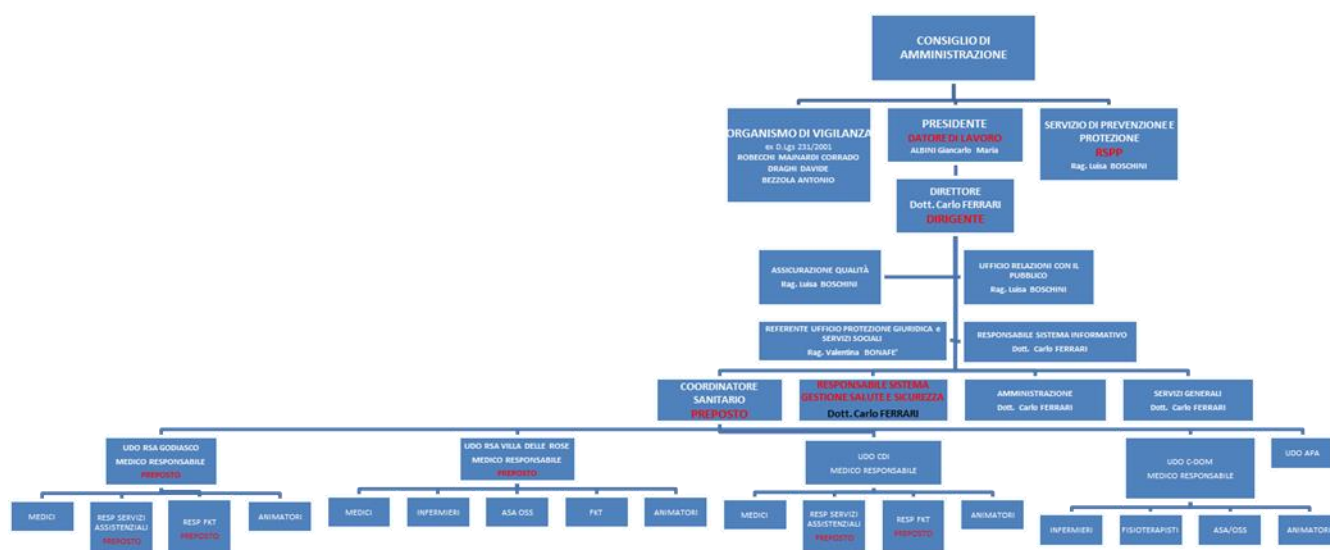 CONSIGLIO DI
AMMINISTRAZIONE
ORGANISMO DI VIGILANZA
ex D.Lgs 231/2001
ROBECCHI MAINARDI CORRADO
DRAGHI DAVIDE
BEZZOLA ANTONIO
PRESIDENTE
DATORE DI LAVORO
ALBINI Giancarlo Maria
SERVIZIO DI PREVENZIONE E
PROTEZIONE
RSPP
Rag. Luisa BOSCHINI
DIRETTORE
Dott. Carlo FERRARI
DIRIGENTE
ASSICURAZIONE QUALITÀ
Rag. Luisa BOSCHINI
UFFICIO RELAZIONI CON IL
PUBBLICO
Rag. Luisa BOSCHINI
REFERENTE UFFICIO PROTEZIONE GIURIDICA e
SERVIZI SOCIALI
Rag. Valentina BONAFE'
RESPONSABILE SISTEMA INFORMATIVO
Dott. Carlo FERRARI
COORDINATORE
SANITARIO
PREPOSTO
RESPONSABILE SISTEMA
GESTIONE SALUTE E SICUREZZA
Dott. Carlo FERRARI
AMMINISTRAZIONE
Dott. Carlo FERRARI
SERVIZI GENERALI
Dott. Carlo FERRARI
UDO RSA GODIASCO
MEDICO RESPONSABILE
PREPOSTO
UDO RSA VILLA DELLE ROSE
MEDICO RESPONSABILE
PREPOSTO
UDO CDI
MEDICO RESPONSABILE
UDO C-DOM
MEDICO RESPONSABILE
UDO APA
MEDICI
RESP SERVIZI
ASSISTENZIALI
PREPOSTO
RESP FKT
PREPOSTO
ANIMATORI
MEDICI
INFERMIERI
ASA OSS
FKT
ANIMATORI
MEDICI
RESP SERVIZI
ASSISTENZIALI
PREPOSTO
RESP FKT
PREPOSTO
ANIMATORI
INFERMIERI
FISIOTERAPISTI
ASA/OSS
ANIMATORI